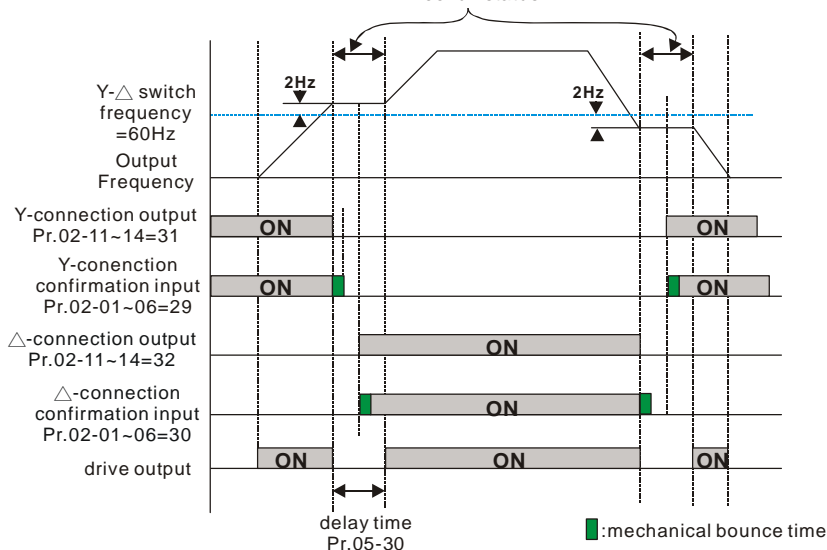 2Hz
2Hz
Y-△ switch
frequency
=60Hz
Output
Frequency
Y-connection output
Pr.02-11~14=31
ON
ON
Y-conenction
confirmation input
Pr.02-01~06=29
ON
ON
△-connection output
Pr.02-11~14=32
ON
△-connection
confirmation input
Pr.02-01~06=30
ON
drive output
ON
ON
ON
delay time
Pr.05-30
:mechanical bounce time